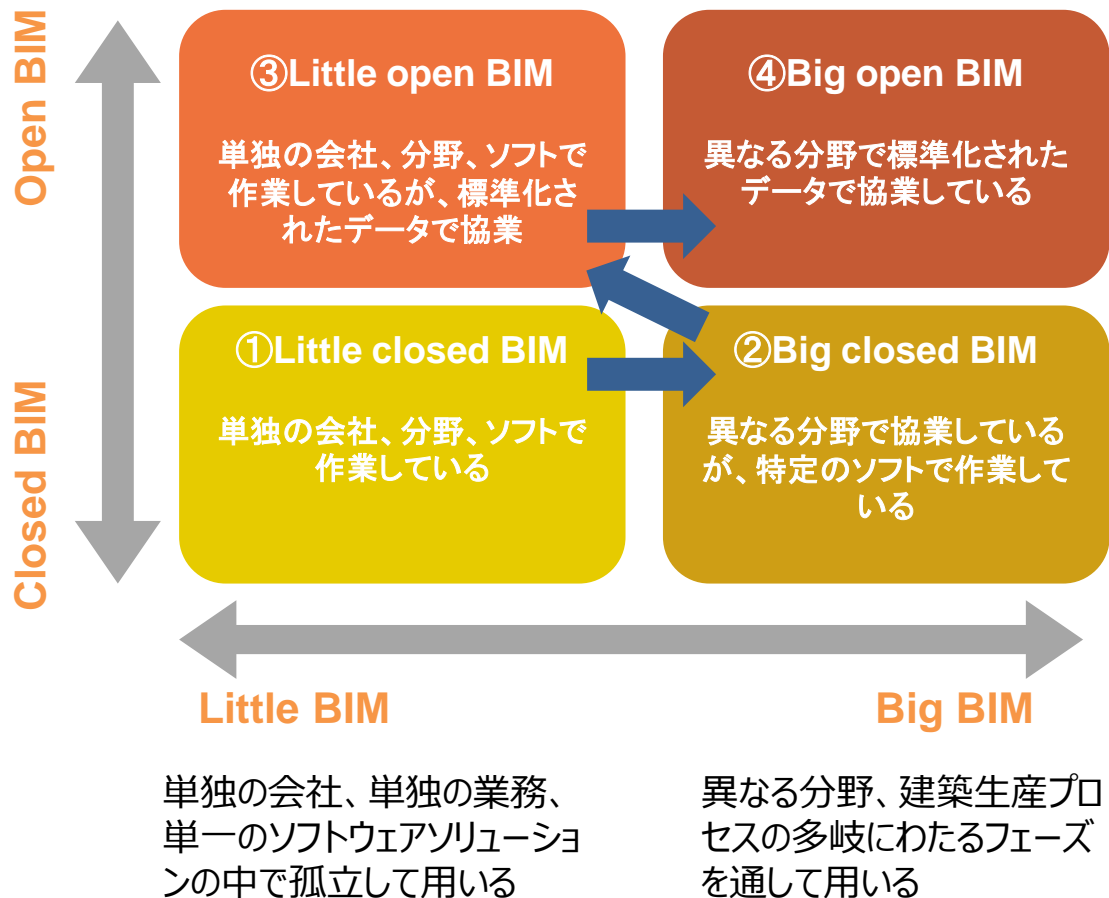 Open BIM
Closed BIM
③Little open BIM
単独の会社、分野、ソフトで
作業しているが、標準化さ
れたデータで協業
④Big open BIM
異なる分野で標準化された
データで協業している
①Little closed BIM
単独の会社、分野、ソフトで
作業している
②Big closed BIM
異なる分野で協業している
が、特定のソフトで作業して
いる
Little BIM
Big BIM
単独の会社、単独の業務、
単一のソフトウェアソリューショ
ンの中で孤立して用いる
異なる分野、建築生産プロ
セスの多岐にわたるフェーズ
を通して用いる